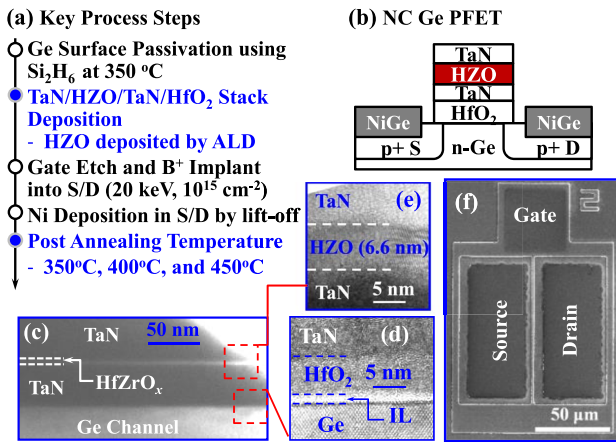 (a) Key Process Steps
Ge Surface Passivation using
Si₂H₆ at 350 °C
TaN/HZO/TaN/HfO₂ Stack
Deposition
- HZO deposited by ALD
Gate Etch and B⁺ Implant
into S/D (20 keV, 10¹⁵ cm⁻²)
Ni Deposition in S/D by lift-off
Post Annealing Temperature
- 350°C, 400°C, and 450°C
(b) NC Ge PFET
TaN
HZO
TaN
HfO₂
NiGe
NiGe
p+ S
n-Ge
p+ D
(e)
TaN
HZO (6.6 nm)
TaN
5 nm
(f)
Gate
Source
Drain
50 μm
(c)
TaN
50 nm
TaN
HfZrOₓ
Ge Channel
(d)
TaN
HfO₂
5 nm
Ge
IL